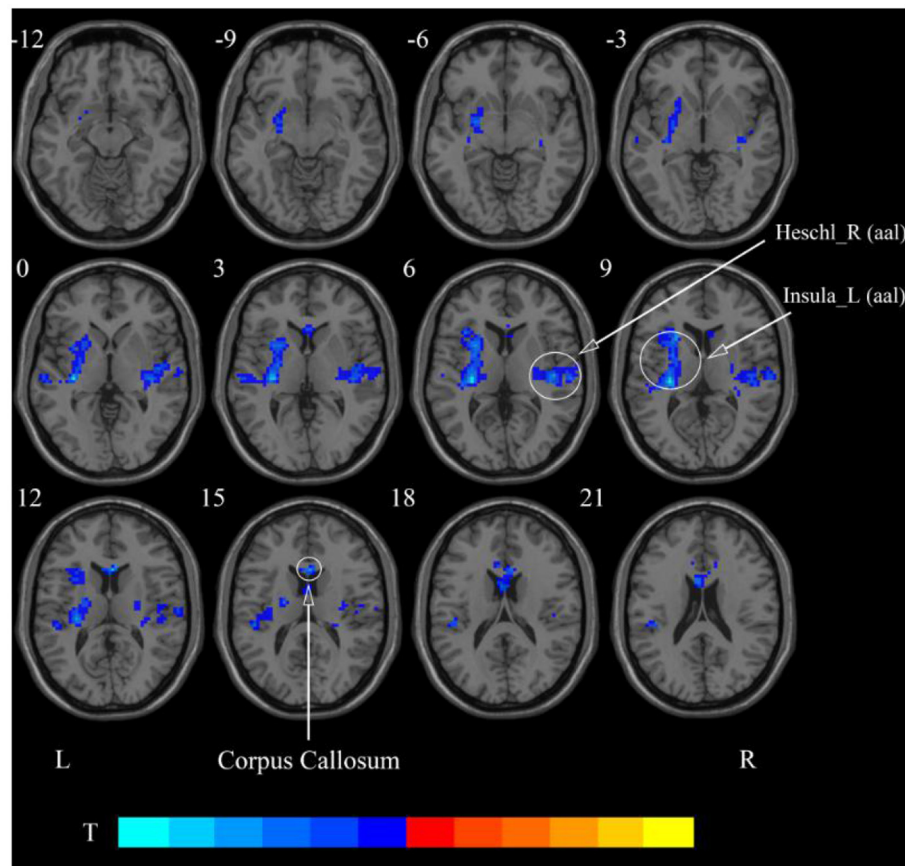 -12 -9 -6 -3
Heschl_R (aal)
0 3 6 9
Insula_L (aal)
12 15 18 21
L Corpus Callosum R
T